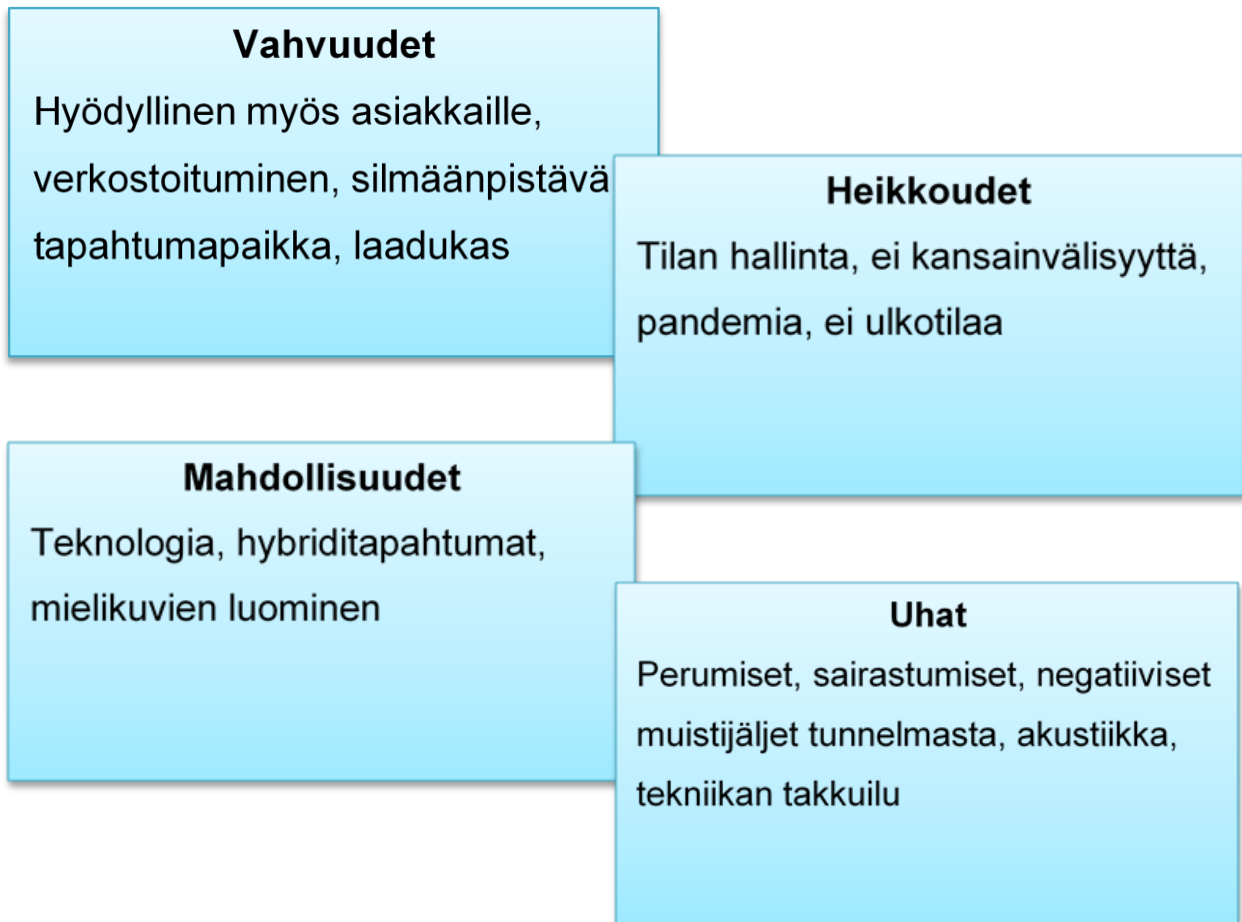 Vahvuudet
Hyödyllinen myös asiakkaille,
verkostoituminen, silmäänpistävä
tapahtumapaikka, laadukas
Heikkoudet
Tilan hallinta, ei kansainvälisyyttä,
pandemia, ei ulkotilaa
Mahdollisuudet
Teknologia, hybriditapahtumat,
mielikuvien luominen
Uhat
Perumiset, sairastumiset, negatiiviset
muistijäljet tunnelmasta, akustiikka,
tekniikan takkuilu